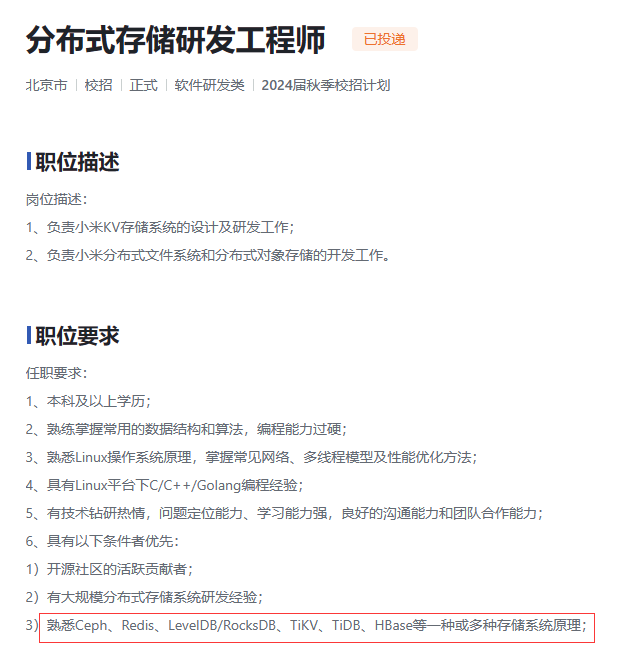 分布式存储研发工程师 已投递
北京市 | 校招 | 正式 | 软件研发类 | 2024届秋季校招计划
职位描述
岗位描述：
1、负责小米KV存储系统的设计及研发工作；
2、负责小米分布式文件系统和分布式对象存储的开发工作。
职位要求
任职要求：
1、本科及以上学历；
2、熟练掌握常用的数据结构和算法，编程能力过硬；
3、熟悉Linux操作系统原理，掌握常见网络、多线程模型及性能优化方法；
4、具有Linux平台下C/C++/Golang编程经验；
5、有技术钻研热情，问题定位能力、学习能力强，良好的沟通能力和团队合作能力；
6、具有以下条件者优先：
1）开源社区的活跃贡献者；
2）有大规模分布式存储系统研发经验；
3）熟悉Ceph、Redis、LevelDB/RocksDB、TiKV、TiDB、HBase等一种或多种存储系统原理；